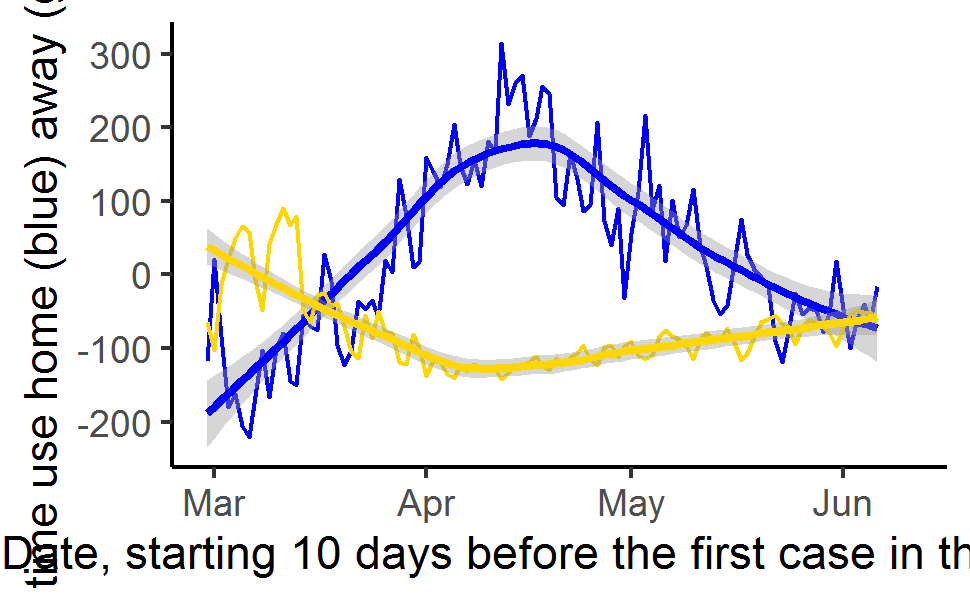 time use home (blue) away (
300
200
100
0
-100
-200
Mar Apr May Jun
Date, starting 10 days before the first case in th